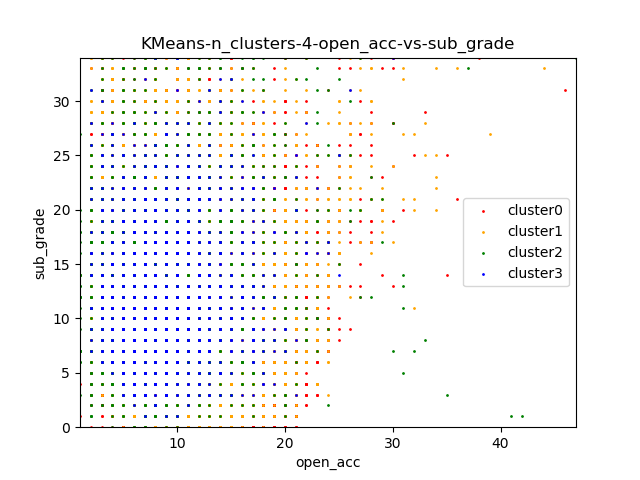 KMeans-n_clusters-4-open_acc-vs-sub_grade
30
25
20
15
10
5
0
sub_grade
cluster0
cluster1
cluster2
cluster3
10
20
30
40
open_acc